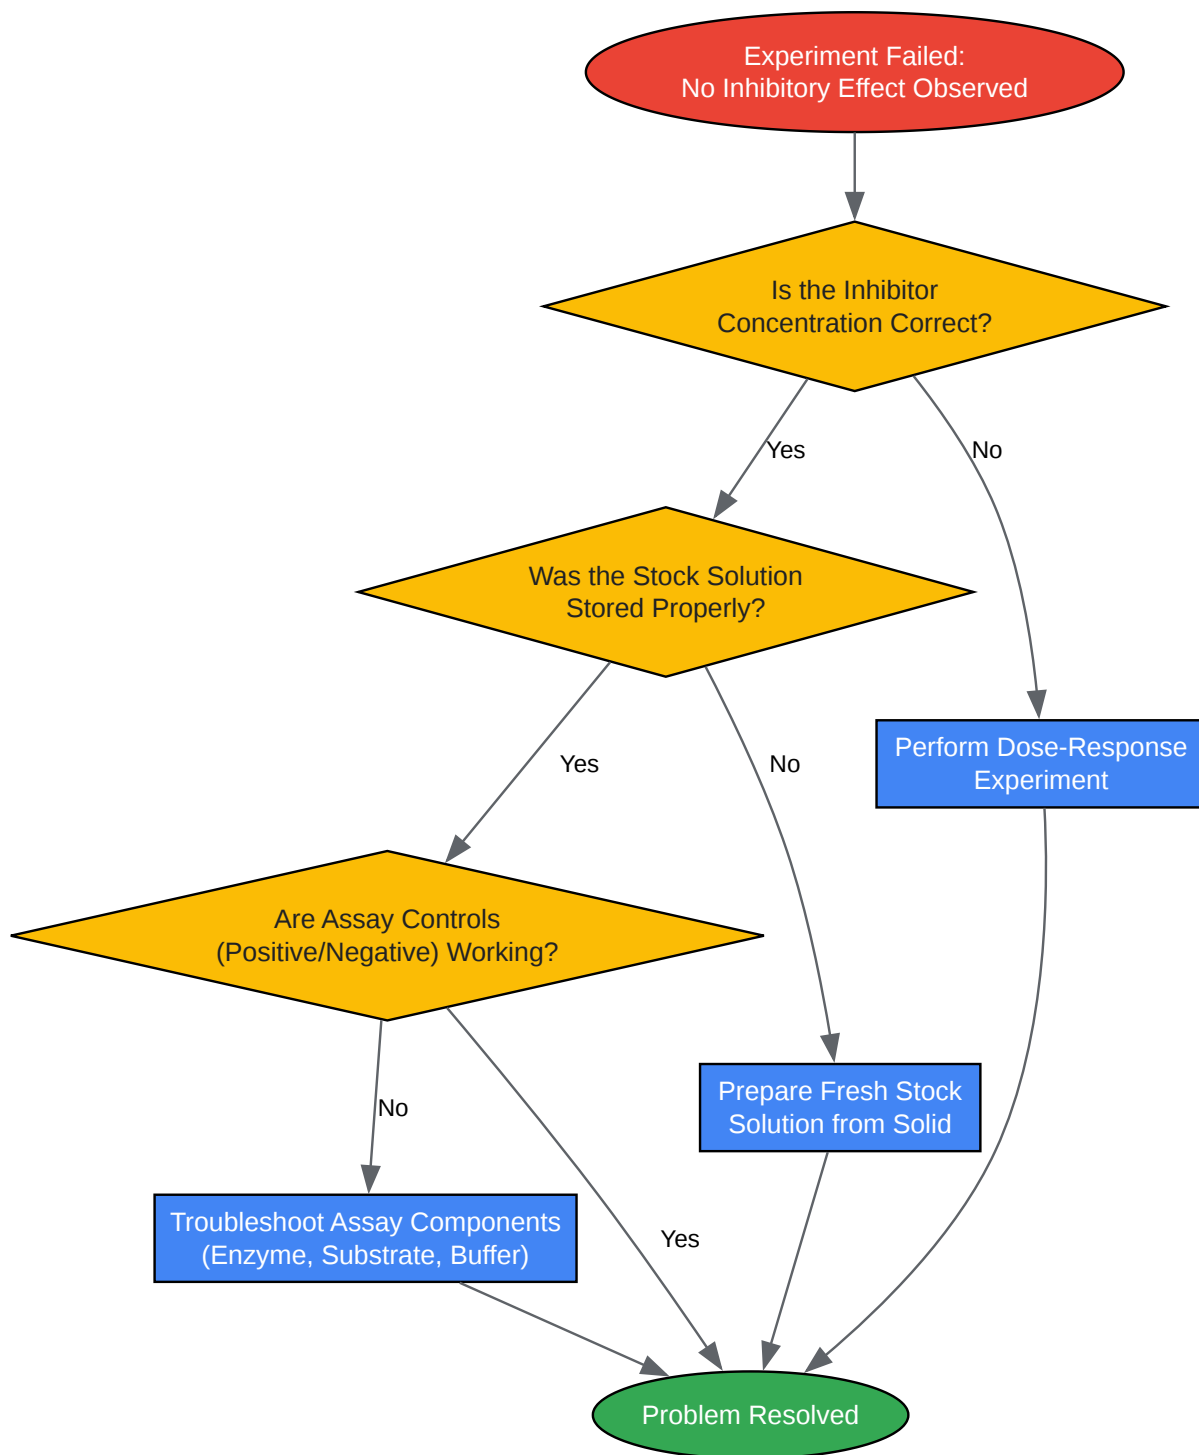 Experiment Failed:
No Inhibitory Effect Observed
Is the Inhibitor
Concentration Correct?
Yes
No
Was the Stock Solution
Stored Properly?
Perform Dose-Response
Experiment
Yes
No
Are Assay Controls
(Positive/Negative) Working?
Prepare Fresh Stock
Solution from Solid
No
Troubleshoot Assay Components
(Enzyme, Substrate, Buffer)
Yes
Problem Resolved